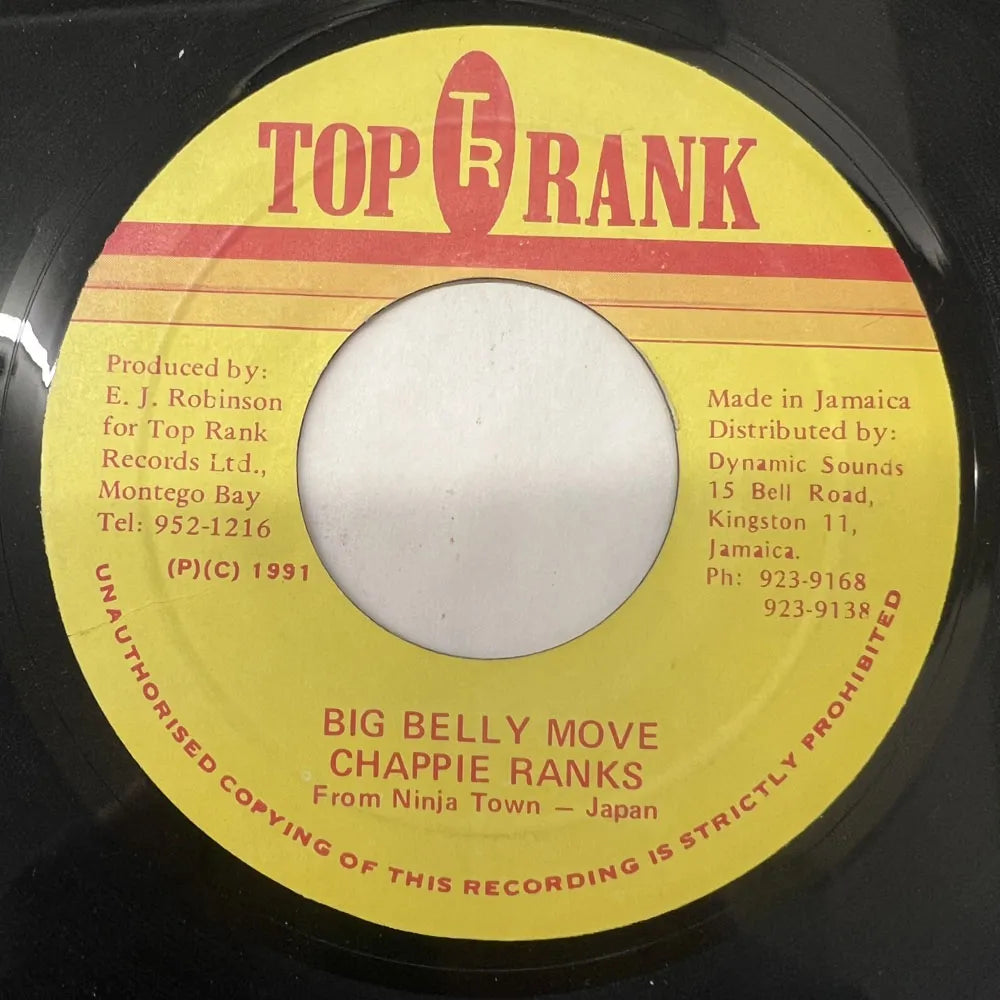 TOP TR RANK
Produced by:
E. J. Robinson
for Top Rank
Records Ltd.,
Montego Bay
Tel: 952-1216
(P)(C) 1991
Made in Jamaica
Distributed by:
Dynamic Sounds
15 Bell Road,
Kingston 11,
Jamaica.
Ph: 923-9168
923-9138
BIG BELLY MOVE
CHAPPIE RANKS
From Ninja Town – Japan
UNAUTHORISED COPYING OF THIS RECORDING IS STRICTLY PROHIBITED